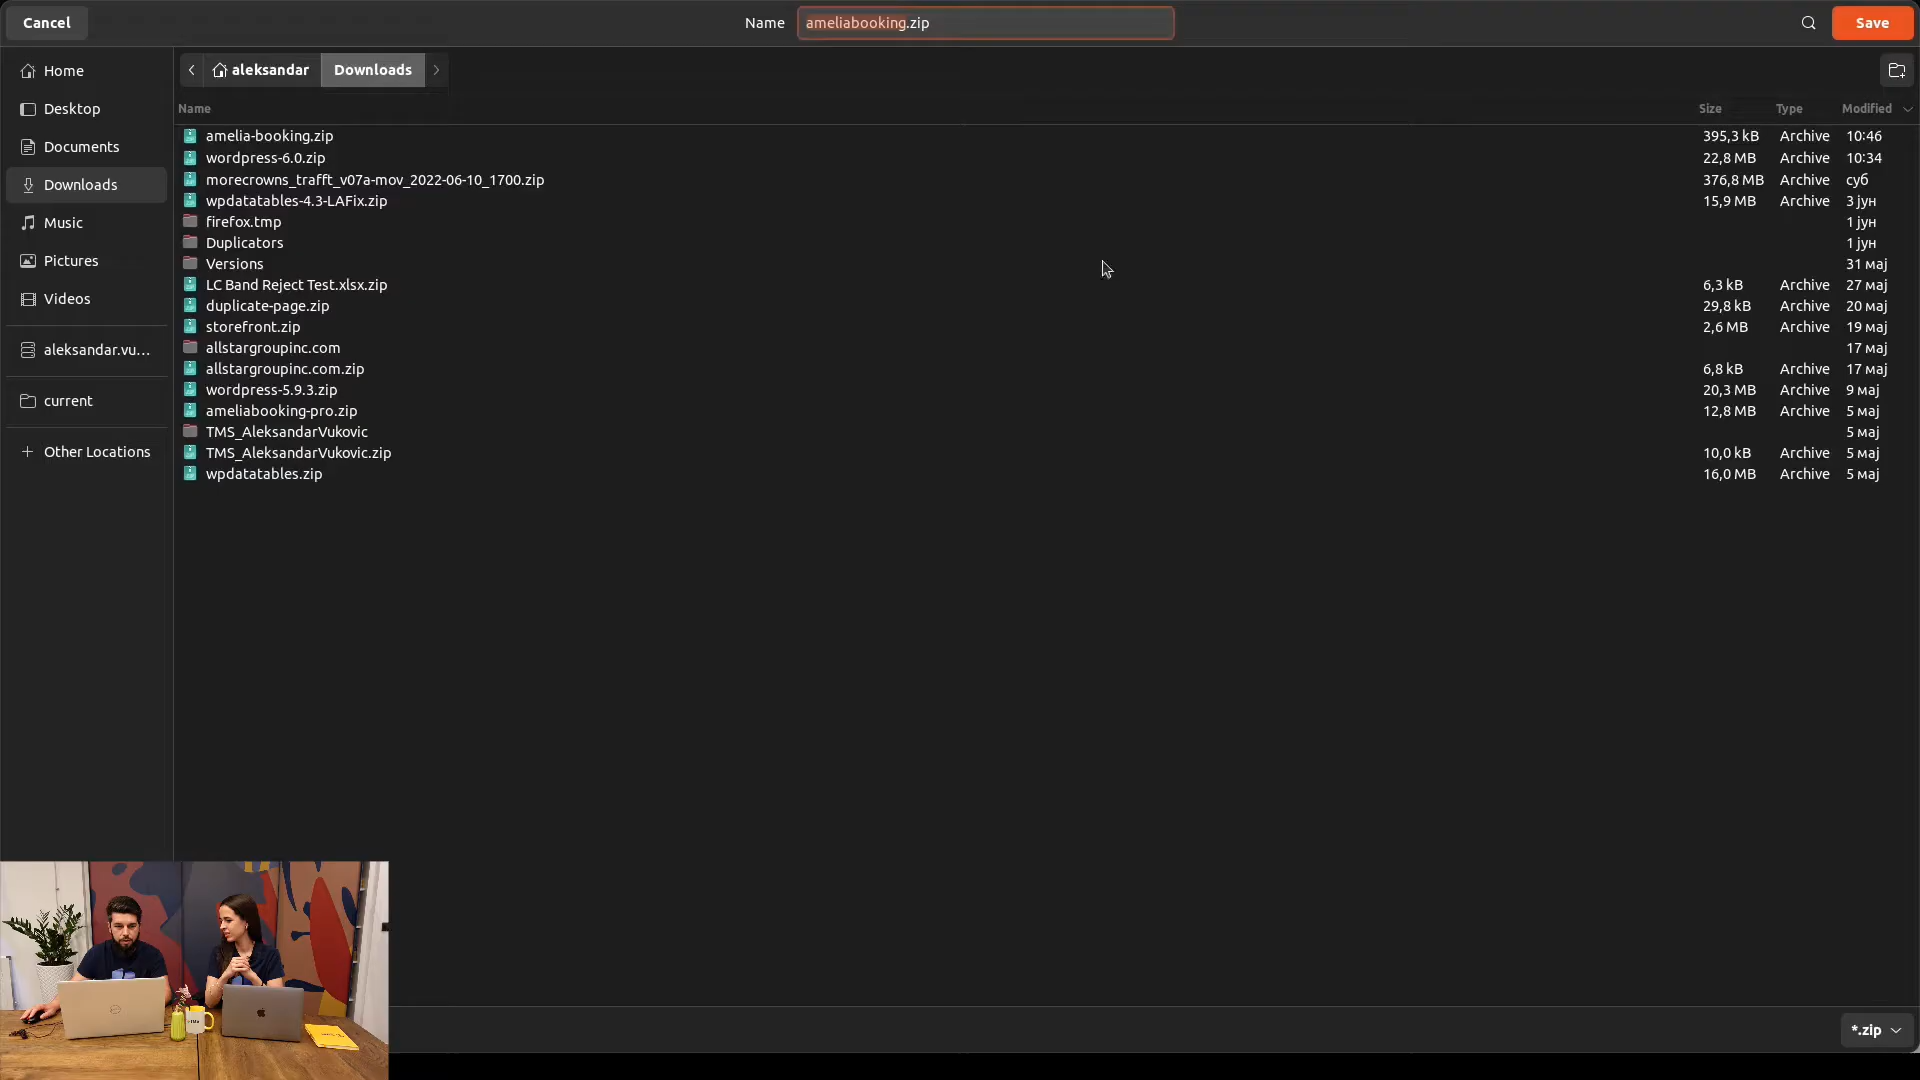 Cancel
Name
ameliabooking.zip
Save
Home
Desktop
Documents
Downloads
Music
Pictures
Videos
aleksandar.vu...
current
Other Locations
aleksandar
Downloads
Name Size Type Modified
amelia-booking.zip 395,3 kB Archive 10:46
wordpress-6.0.zip 22,8 MB Archive 10:34
morecrowns_trafft_v07a-mov_2022-06-10_1700.zip 376,8 MB Archive суб
wpdatatables-4.3-LAFix.zip 15,9 MB Archive 3 јун
firefox.tmp 1 јун
Duplicators 1 јун
Versions 31 мај
LC Band Reject Test.xlsx.zip 6,3 kB Archive 27 мај
duplicate-page.zip 29,8 kB Archive 20 мај
storefront.zip 2,6 MB Archive 19 мај
allstargroupinc.com 17 мај
allstargroupinc.com.zip 6,8 kB Archive 17 мај
wordpress-5.9.3.zip 20,3 MB Archive 9 мај
ameliabooking-pro.zip 12,8 MB Archive 5 мај
TMS_AleksandarVukovic 5 мај
TMS_AleksandarVukovic.zip 10,0 kB Archive 5 мај
wpdatatables.zip 16,0 MB Archive 5 мај
*.zip